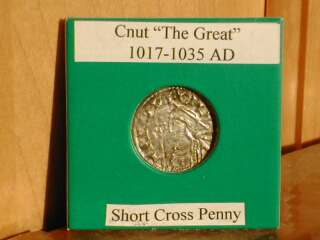 Cnut “The Great”
1017-1035 AD
Short Cross Penny